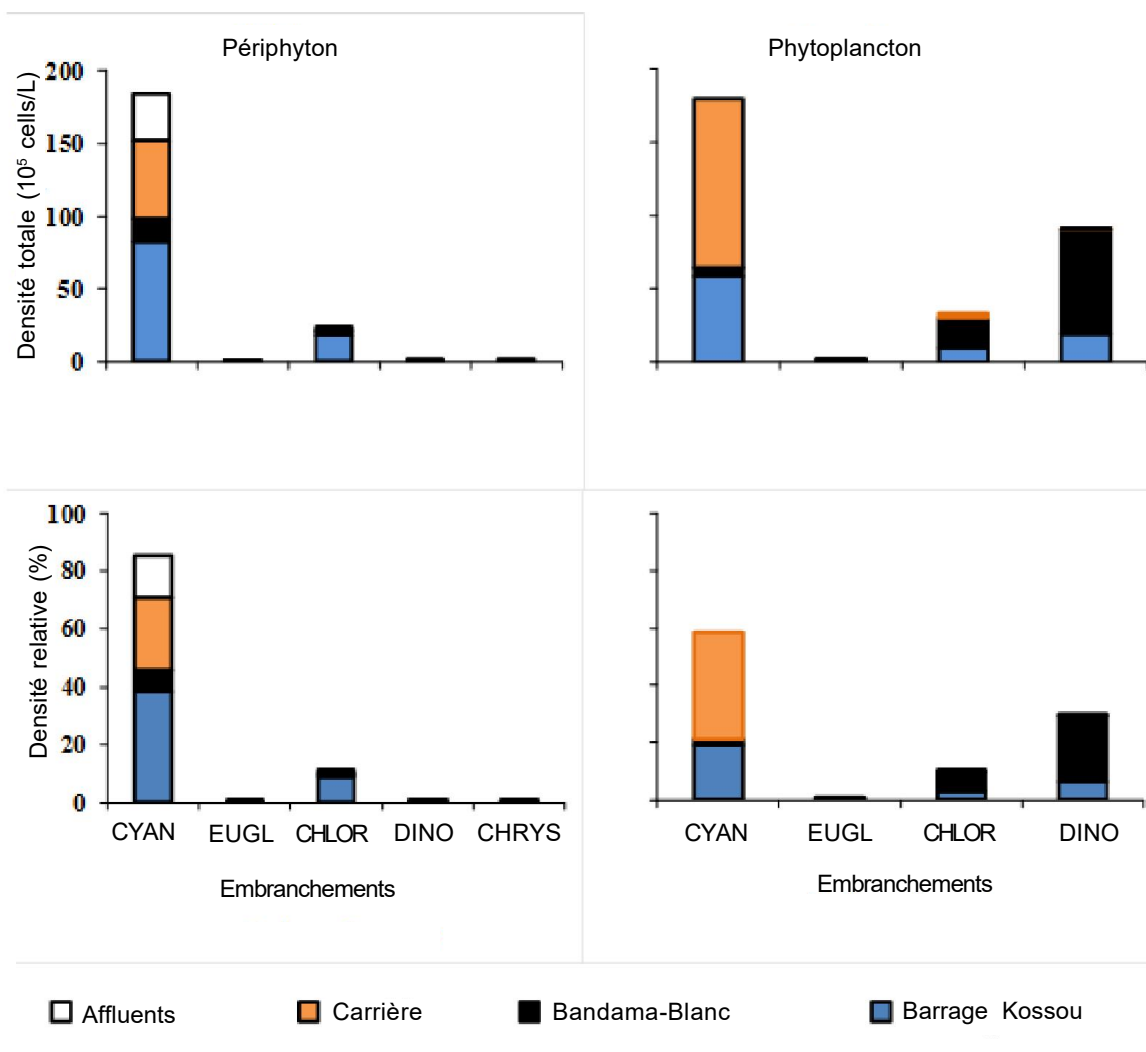 Périphyton
Phytoplancton
Densité totale (10⁵ cells/L)
200
150
100
50
0
Densité relative (%)
100
80
60
40
20
0
CYAN EUGL CHLOR DINO CHRYS
CYAN EUGL CHLOR DINO
Embranchements
Embranchements
Affluents Carrière Bandama-Blanc Barrage Kossou